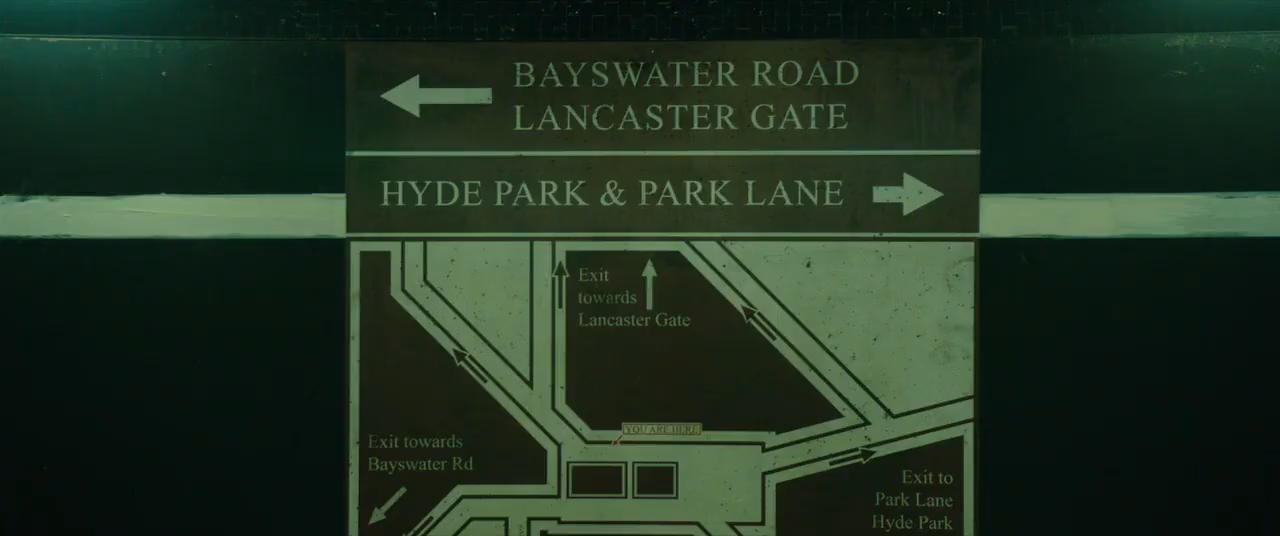 BAYSWATER ROAD
LANCASTER GATE
HYDE PARK & PARK LANE
Exit
towards
Lancaster Gate
YOU ARE HERE
Exit towards
Bayswater Rd
Exit to
Park Lane
Hyde Park